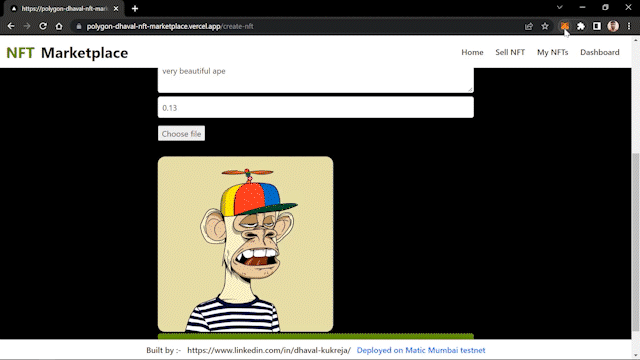 https://polygon-dhaval-nft-mark
polygon-dhaval-nft-marketplace.vercel.app/create-nft
NFT Marketplace
Home
Sell NFT
My NFTs
Dashboard
very beautiful ape
0.13
Choose file
Built by :- https://www.linkedin.com/in/dhaval-kukreja/ Deployed on Matic Mumbai testnet